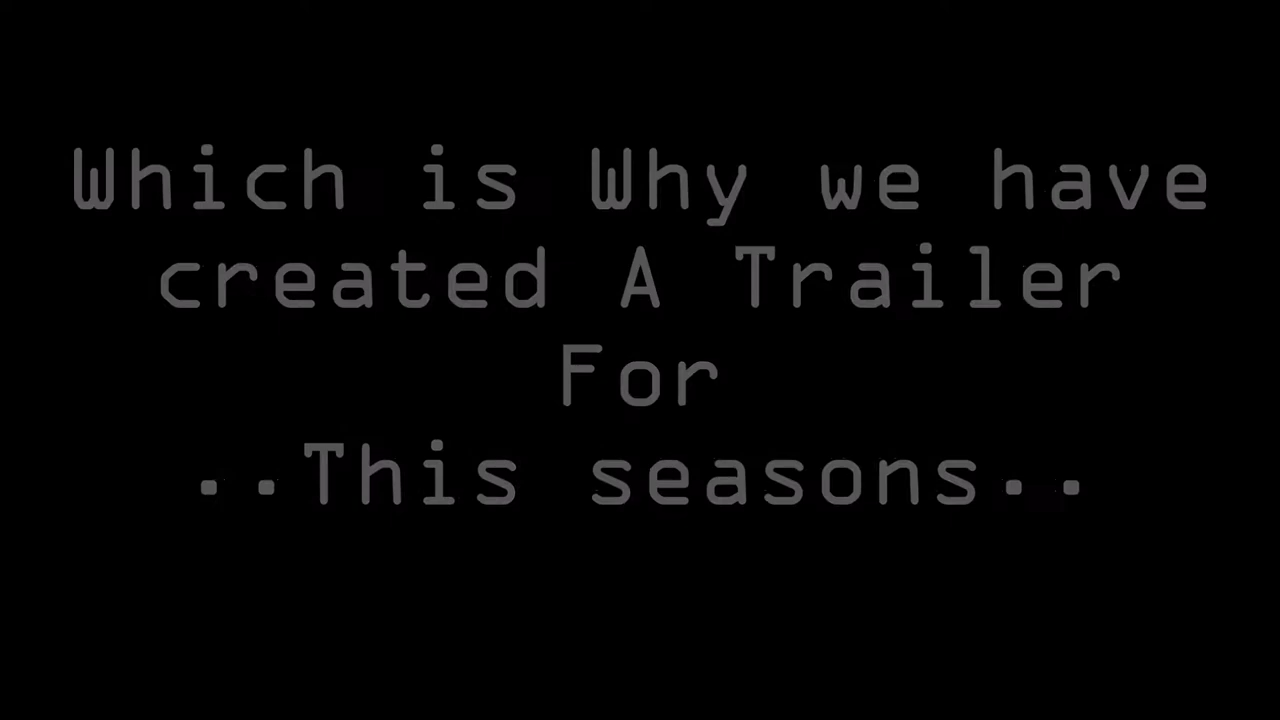 Which is Why we have
created A Trailer
For
..This seasons..